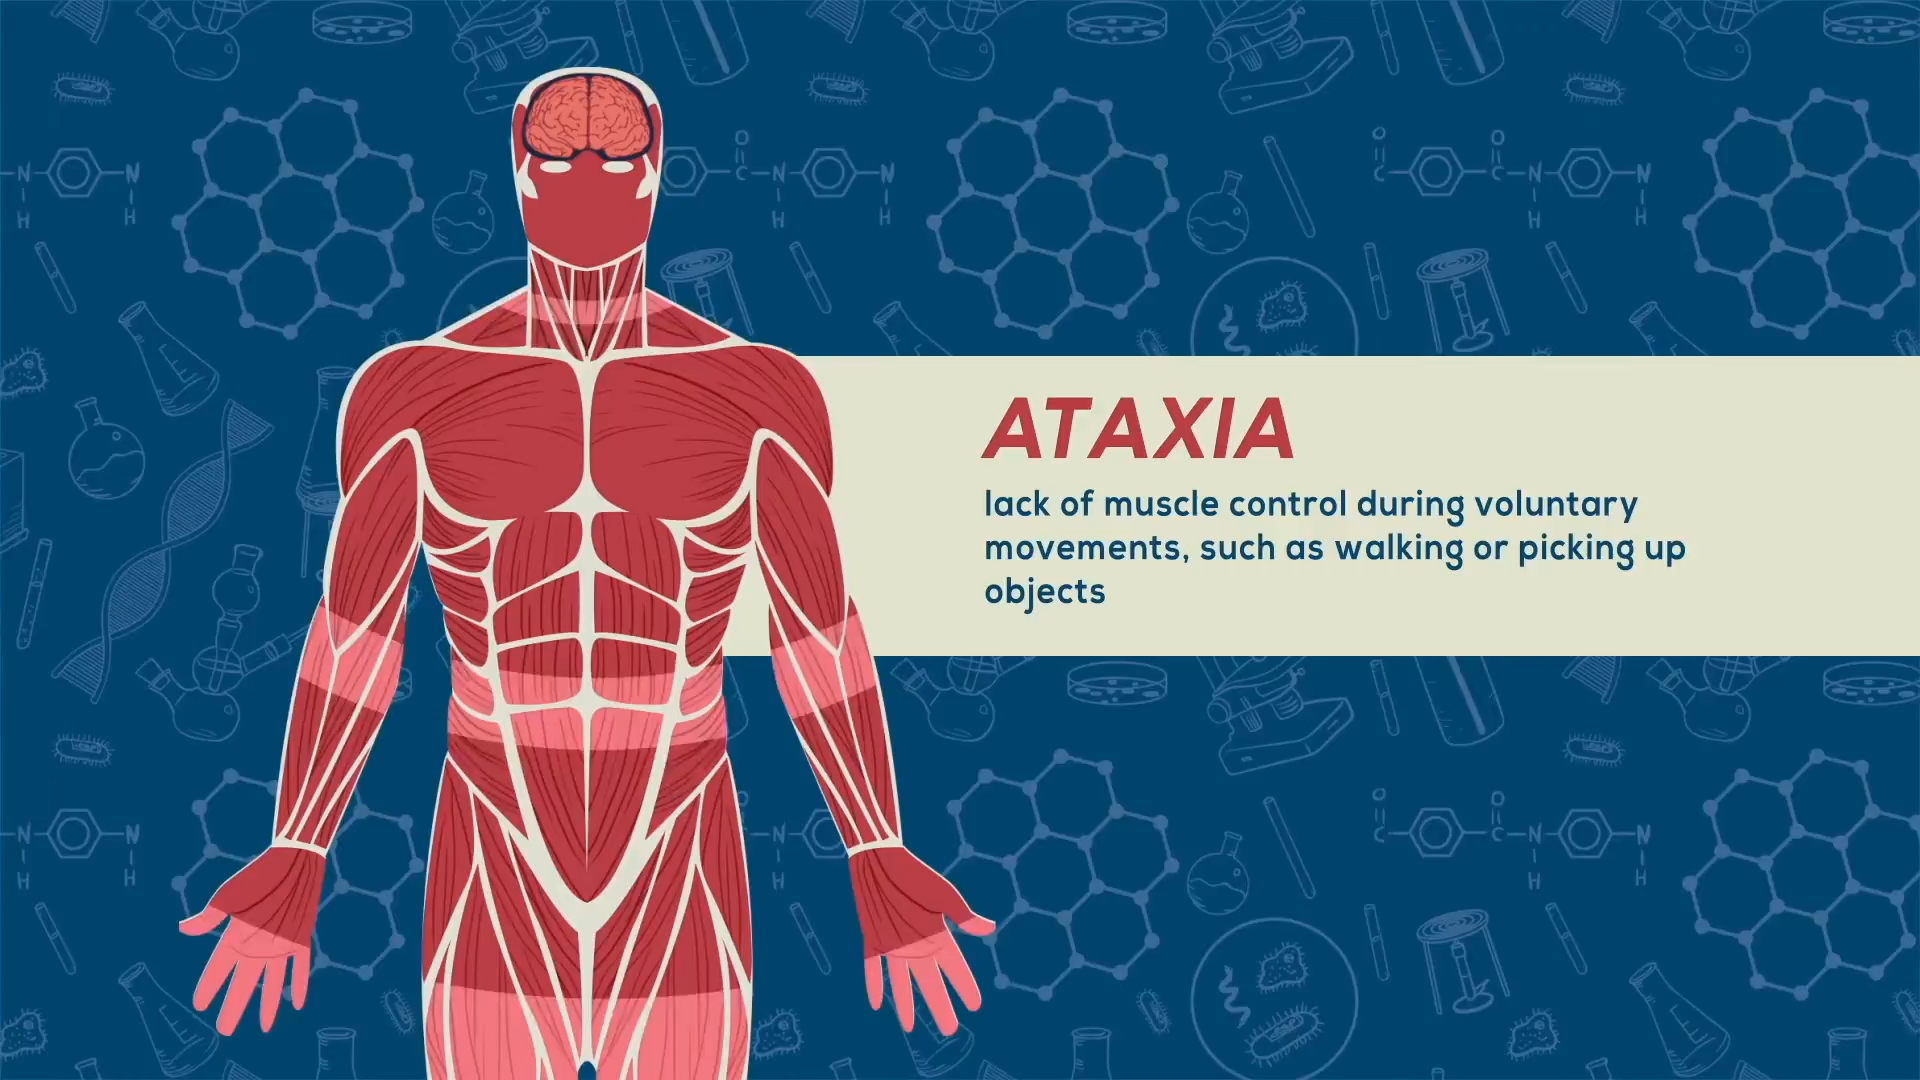 ATAXIA
lack of muscle control during voluntary
movements, such as walking or picking up
objects